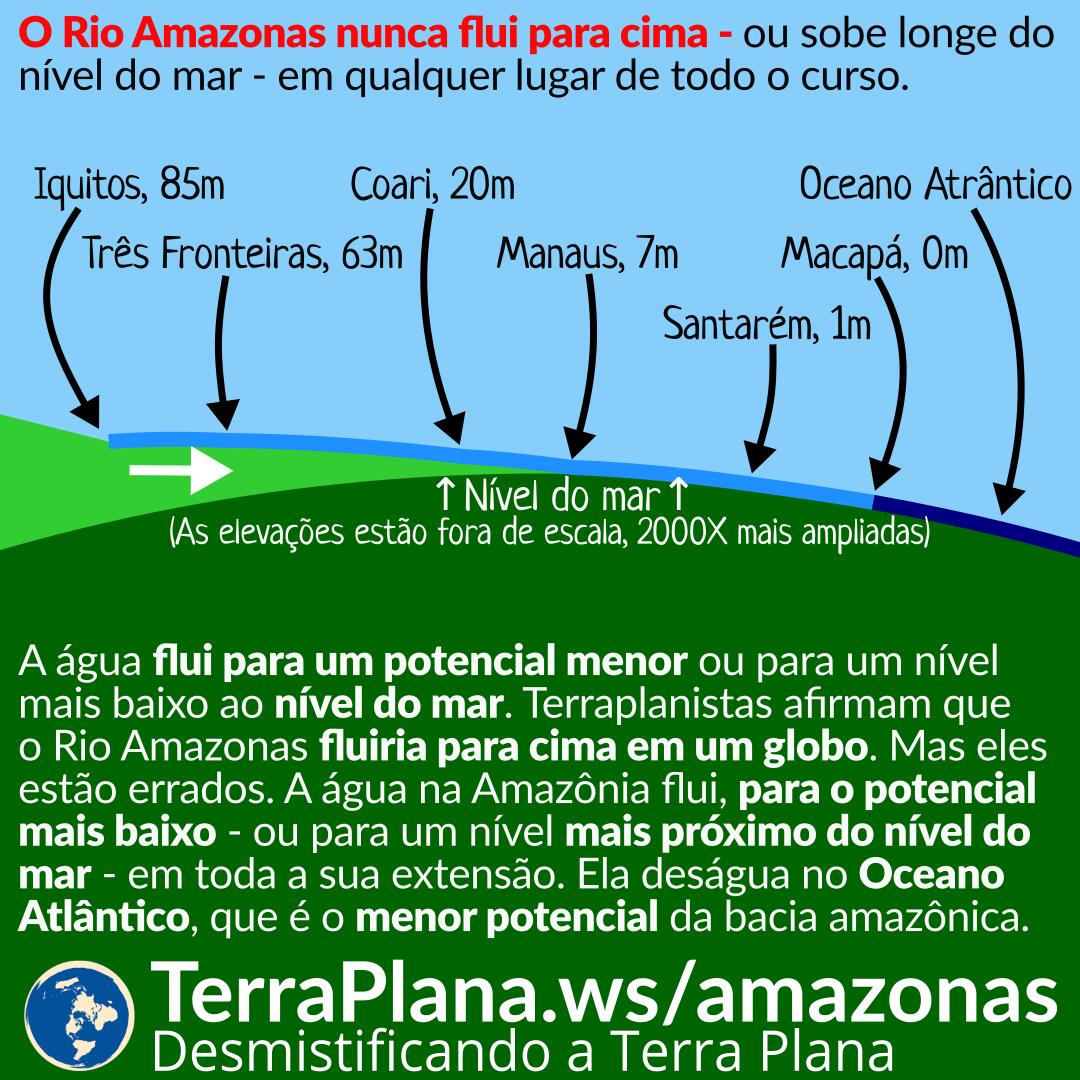 O Rio Amazonas nunca flui para cima - ou sobe longe do
nível do mar - em qualquer lugar de todo o curso.
Iquitos, 85m
Coari, 20m
Oceano Atrântico
Três Fronteiras, 63m
Manaus, 7m
Macapá, 0m
Santarém, 1m
↑Nível do mar↑
(As elevações estão fora de escala, 2000X mais ampliadas)
A água flui para um potencial menor ou para um nível
mais baixo ao nível do mar. Terraplanistas afirmam que
o Rio Amazonas fluiria para cima em um globo. Mas eles
estão errados. A água na Amazônia flui, para o potencial
mais baixo - ou para um nível mais próximo do nível do
mar - em toda a sua extensão. Ela deságua no Oceano
Atlântico, que é o menor potencial da bacia amazônica.
TerraPlana.ws/amazonas
Desmistificando a Terra Plana